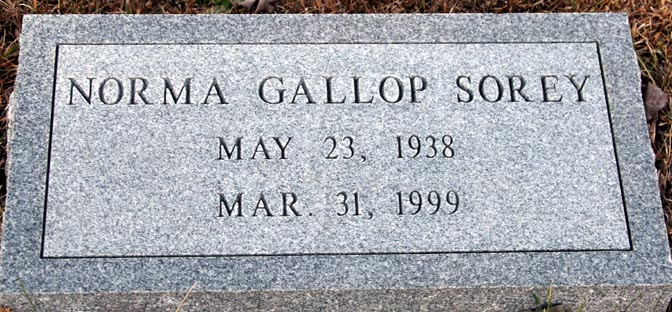 NORMA GALLOP SOREY
MAY 23, 1938
MAR. 31, 1999